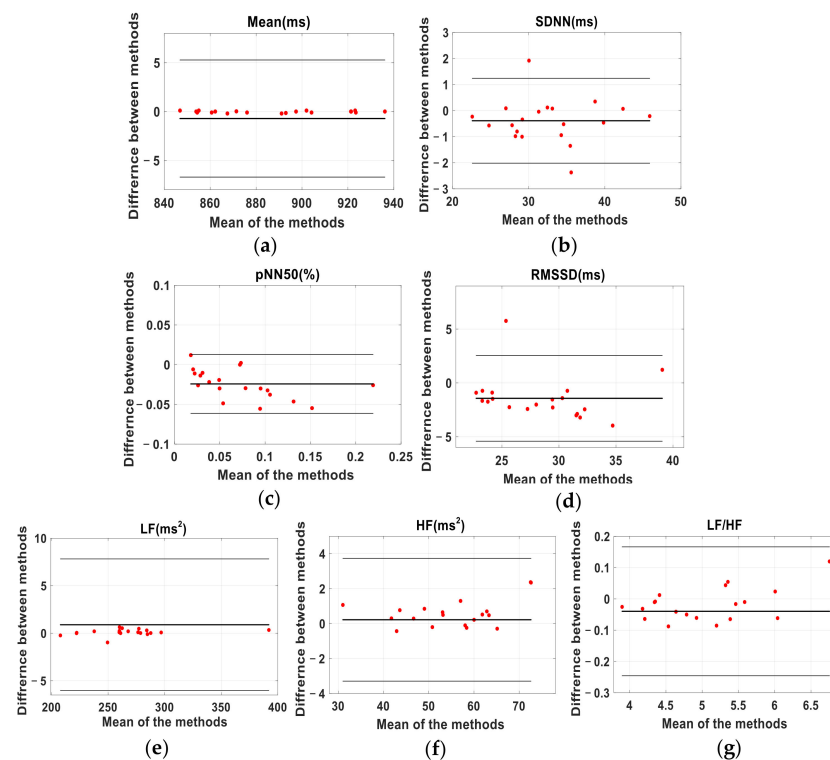 Mean(ms)
Diffrernce between methods
5
0
−5
840 860 880 900 920 940
Mean of the methods
(a)
SDNN(ms)
Diffrernce between methods
3
2
1
0
−1
−2
−3
20 30 40 50
Mean of the methods
(b)
pNN50(%)
Diffrernce between methods
0.1
0.05
0
−0.05
−0.1
0 0.05 0.1 0.15 0.2 0.25
Mean of the methods
(c)
RMSSD(ms)
Diffrernce between methods
5
0
−5
25 30 35 40
Mean of the methods
(d)
LF(ms²)
Diffrernce between methods
10
5
0
−5
200 250 300 350 400
Mean of the methods
(e)
HF(ms²)
Diffrernce between methods
4
2
0
−2
−4
30 40 50 60 70
Mean of the methods
(f)
LF/HF
Diffrernce between methods
0.2
0.1
0
−0.1
−0.2
−0.3
4 4.5 5 5.5 6 6.5
Mean of the methods
(g)